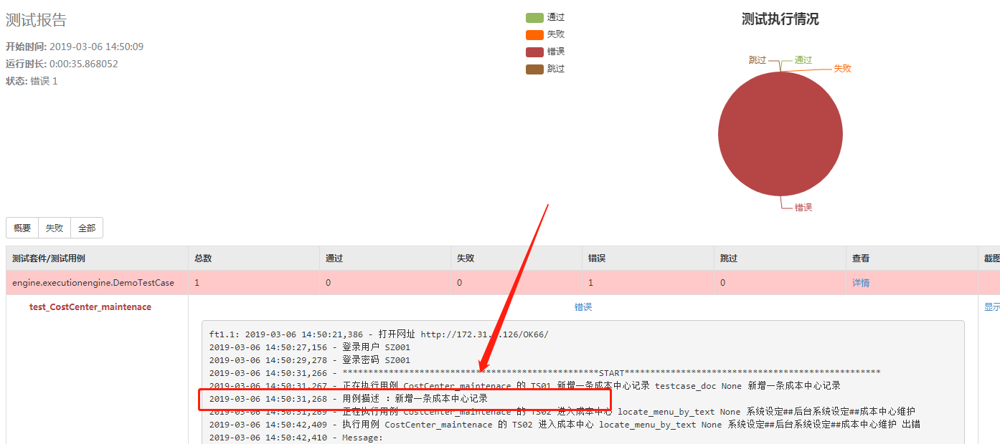 测试报告
开始时间: 2019-03-06 14:50:09
运行时长: 0:00:35.868052
状态: 错误 1
通过
失败
错误
跳过
测试执行情况
跳过
通过
失败
错误
概要 失败 全部
测试套件/测试用例 总数 通过 失败 错误 跳过 查看 截图
engine.executionengine.DemoTestCase 1 0 0 1 0 详情
test_CostCenter_maintenace 错误 显示
ft1.1: 2019-03-06 14:50:21,386 - 打开网址 http://172.31. .126/OK66/
2019-03-06 14:50:27,156 - 登录用户 SZ001
2019-03-06 14:50:29,278 - 登录密码 SZ001
2019-03-06 14:50:31,266 - **************************************************START**************************************************
2019-03-06 14:50:31,267 - 正在执行用例 CostCenter_maintenace 的 TS01 新增一条成本中心记录 testcase_doc None 新增一条成本中心记录
2019-03-06 14:50:31,268 - 用例描述 : 新增一条成本中心记录
2019-03-06 14:50:31,269 - 正在执行用例 CostCenter_maintenace 的 TS02 进入成本中心 locate_menu_by_text None 系统设定##后台系统设定##成本中心维护
2019-03-06 14:50:42,409 - 执行用例 CostCenter_maintenace 的 TS02 进入成本中心 locate_menu_by_text None 系统设定##后台系统设定##成本中心维护 出错
2019-03-06 14:50:42,410 - Message: